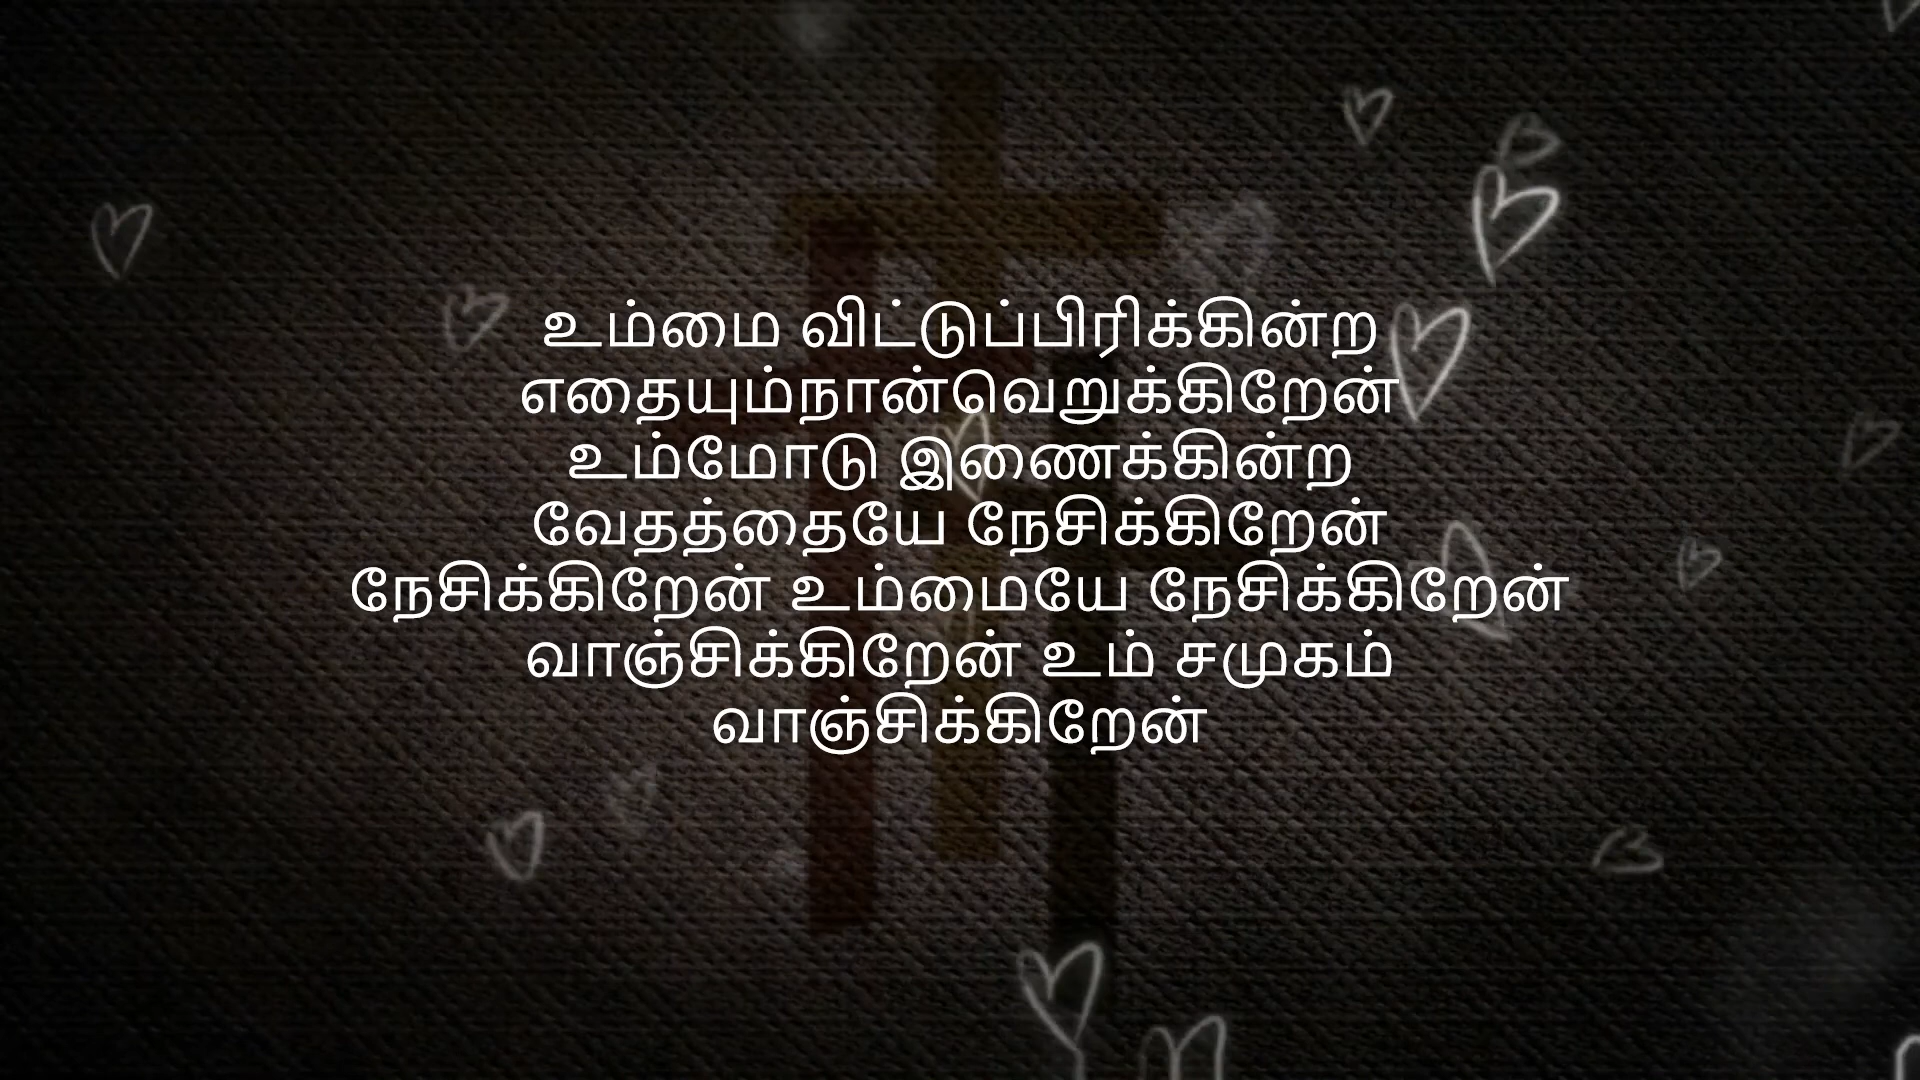 உம்மை விட்டுப்பிரிக்கின்ற
எதையும்நான்வெறுக்கிறேன்
உம்மோடு இணைக்கின்ற
வேதத்தையே நேசிக்கிறேன்
நேசிக்கிறேன் உம்மையே நேசிக்கிறேன்
வாஞ்சிக்கிறேன் உம் சமுகம்
வாஞ்சிக்கிறேன்